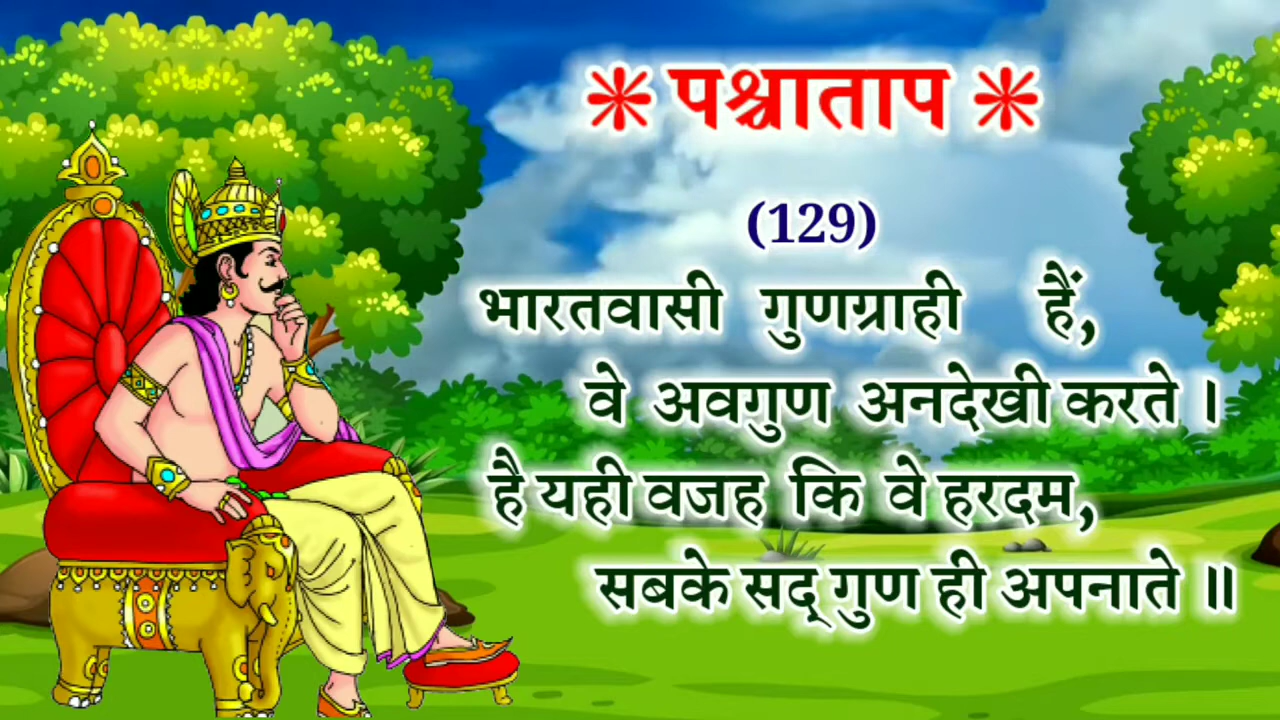 * पश्चाताप *
(129)
भारतवासी गुणग्राही हैं,
वे अवगुण अनदेखी करते ।
है यही वजह कि वे हरदम,
सबके सद् गुण ही अपनाते ॥